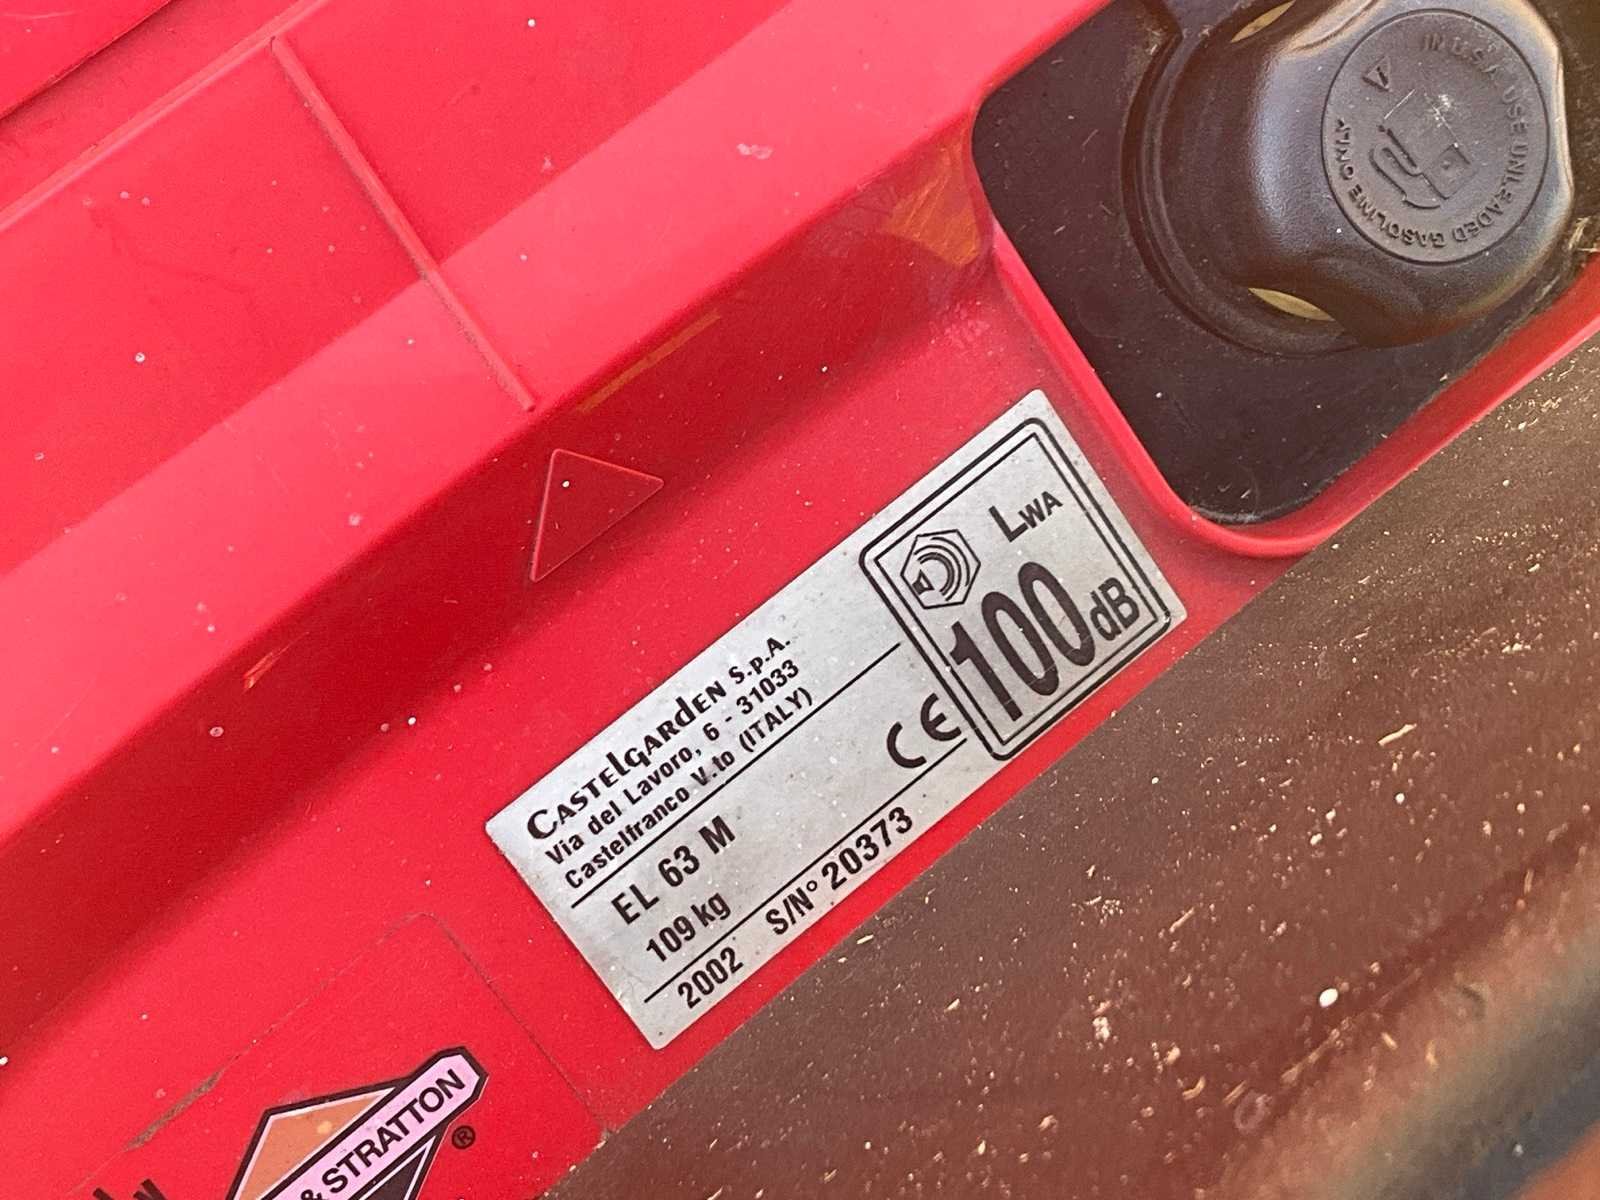 IN U.S.A. USE UNLEADED GASOLINE ONLY!
LWA
100dB
CASTELGARDEN S.p.A.
Via del Lavoro, 6 - 31033
Castelfranco V.to (ITALY)
EL 63 M
CE
109 kg
2002 S/N° 20373
& STRATTON
®